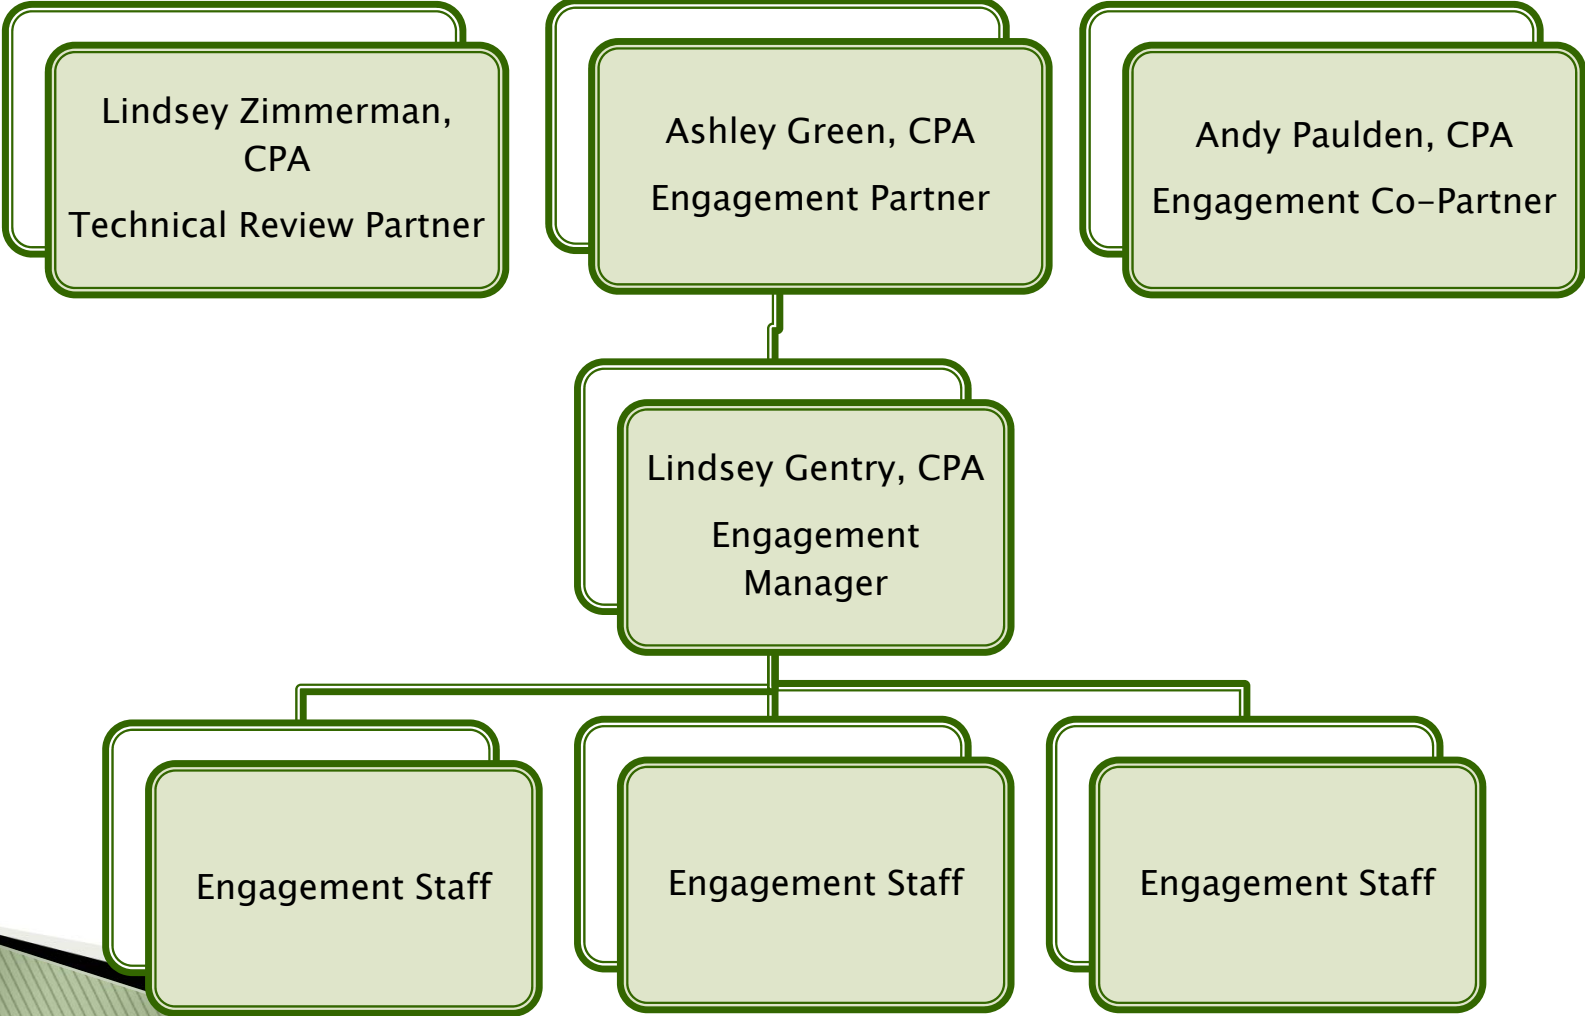 Lindsey Zimmerman,
CPA
Technical Review Partner
Ashley Green, CPA
Engagement Partner
Andy Paulden, CPA
Engagement Co-Partner
Lindsey Gentry, CPA
Engagement
Manager
Engagement Staff
Engagement Staff
Engagement Staff